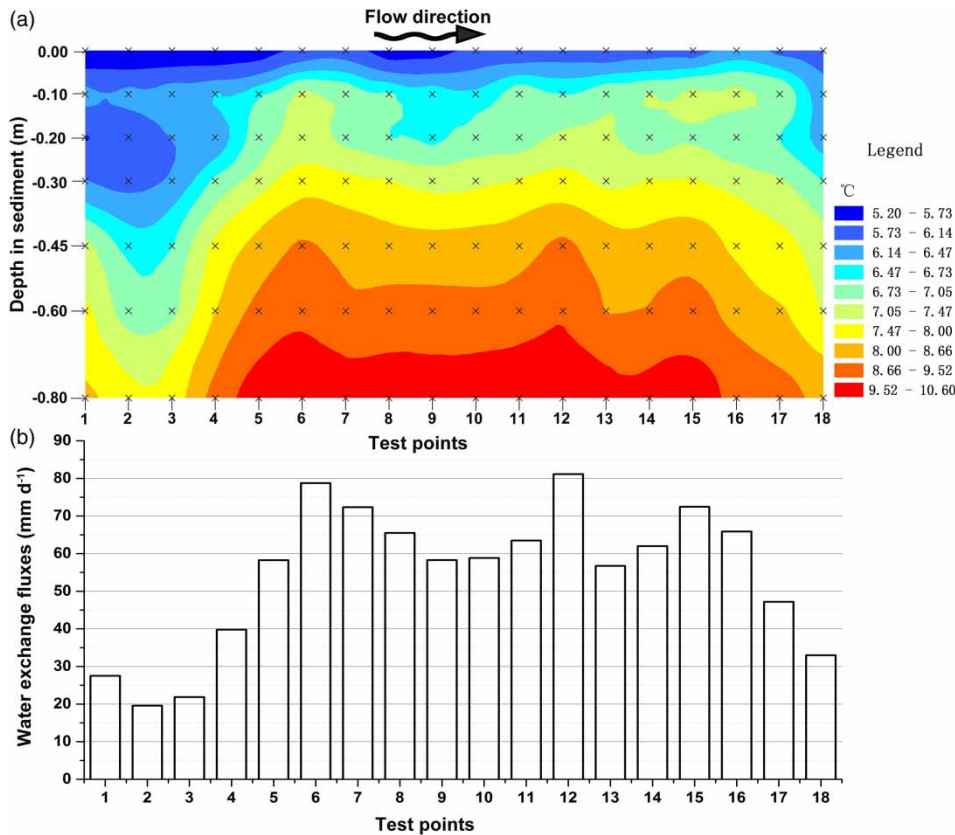 (a)
Flow direction
0.00
-0.10
-0.20
-0.30
-0.45
-0.60
-0.80
Depth in sediment (m)
1 2 3 4 5 6 7 8 9 10 11 12 13 14 15 16 17 18
Test points
Legend
℃
5.20 - 5.73
5.73 - 6.14
6.14 - 6.47
6.47 - 6.73
6.73 - 7.05
7.05 - 7.47
7.47 - 8.00
8.00 - 8.66
8.66 - 9.52
9.52 - 10.60
(b)
90
80
70
60
50
40
30
20
10
0
Water exchange fluxes (mm d⁻¹)
1 2 3 4 5 6 7 8 9 10 11 12 13 14 15 16 17 18
Test points